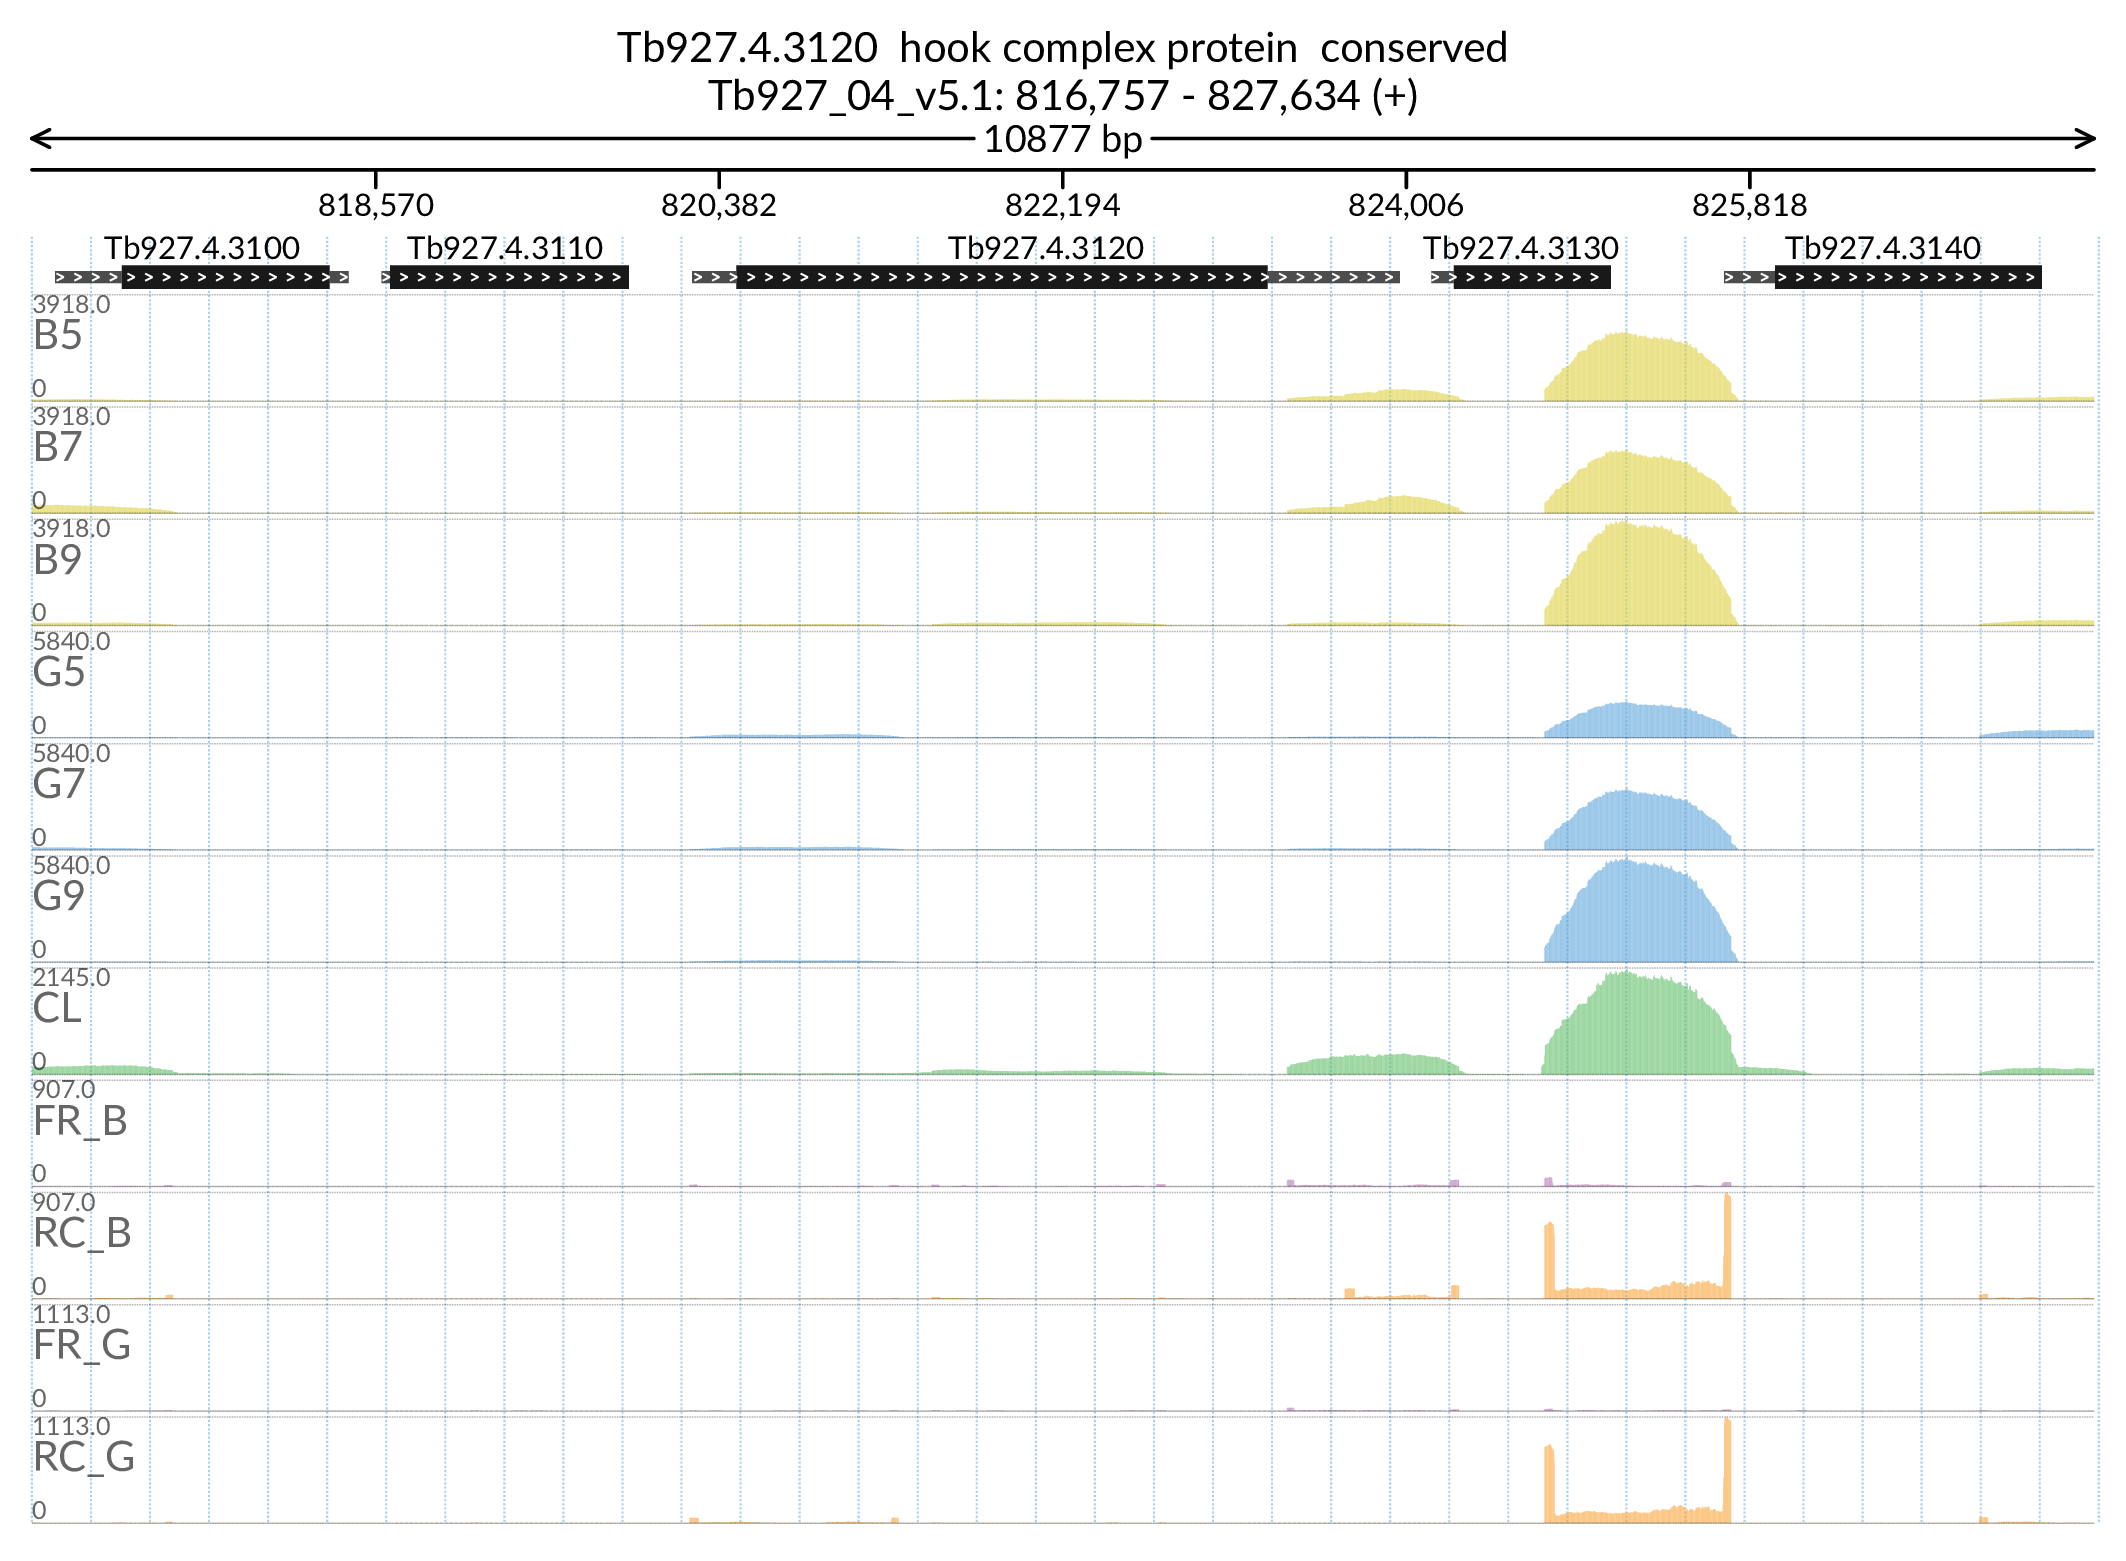 Tb927.4.3120 hook complex protein conserved
Tb927_04_v5.1: 816,757 - 827,634 (+)
10877 bp
818,570 820,382 822,194 824,006 825,818
Tb927.4.3100 Tb927.4.3110 Tb927.4.3120 Tb927.4.3130 Tb927.4.3140
3918.0
B5
0
3918.0
B7
0
3918.0
B9
0
5840.0
G5
0
5840.0
G7
0
5840.0
G9
0
2145.0
CL
0
907.0
FR_B
0
907.0
RC_B
0
1113.0
FR_G
0
1113.0
RC_G
0